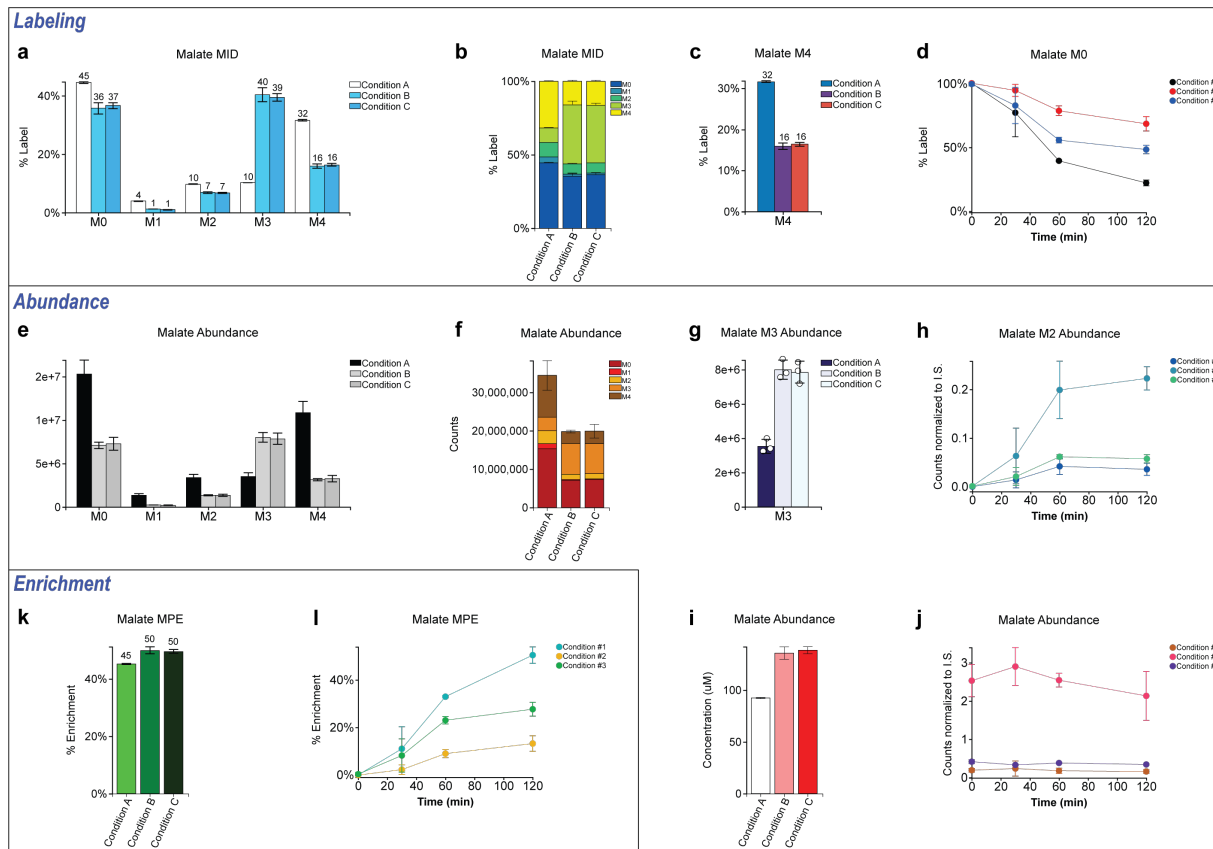 Labeling
a
Malate MID
% Label
40%
20%
0%
45
36
37
4
1
1
10
7
7
10
40
39
32
16
16
M0
M1
M2
M3
M4
Condition A
Condition B
Condition C
b
Malate MID
% Label
100%
50%
0%
M0
M1
M2
M3
M4
Condition A
Condition B
Condition C
c
Malate M4
% Label
30%
20%
10%
0%
32
16
16
M4
Condition A
Condition B
Condition C
d
Malate M0
% Label
100%
50%
0%
0
20
40
60
80
100
120
Time (min)
Condition #
Condition #
Condition #
Abundance
e
Malate Abundance
2e+7
1e+7
5e+6
0
M0
M1
M2
M3
M4
Condition A
Condition B
Condition C
f
Malate Abundance
Counts
30,000,000
20,000,000
10,000,000
0
M0
M1
M2
M3
M4
Condition A
Condition B
Condition C
g
Malate M3 Abundance
8e+6
6e+6
4e+6
2e+6
0
M3
Condition A
Condition B
Condition C
h
Malate M2 Abundance
Counts normalized to I.S.
0.2
0.1
0.0
0
20
40
60
80
100
120
Time (min)
Condition #
Condition #
Condition #
Enrichment
k
Malate MPE
% Enrichment
40%
20%
0%
45
50
50
Condition A
Condition B
Condition C
l
Malate MPE
% Enrichment
40%
20%
0%
0
20
40
60
80
100
120
Time (min)
Condition #1
Condition #2
Condition #3
i
Malate Abundance
Concentration (uM)
100
50
0
Condition A
Condition B
Condition C
j
Malate Abundance
Counts normalized to I.S.
3
2
1
0
0
20
40
60
80
100
120
Time (min)
Condition #
Condition #
Condition #